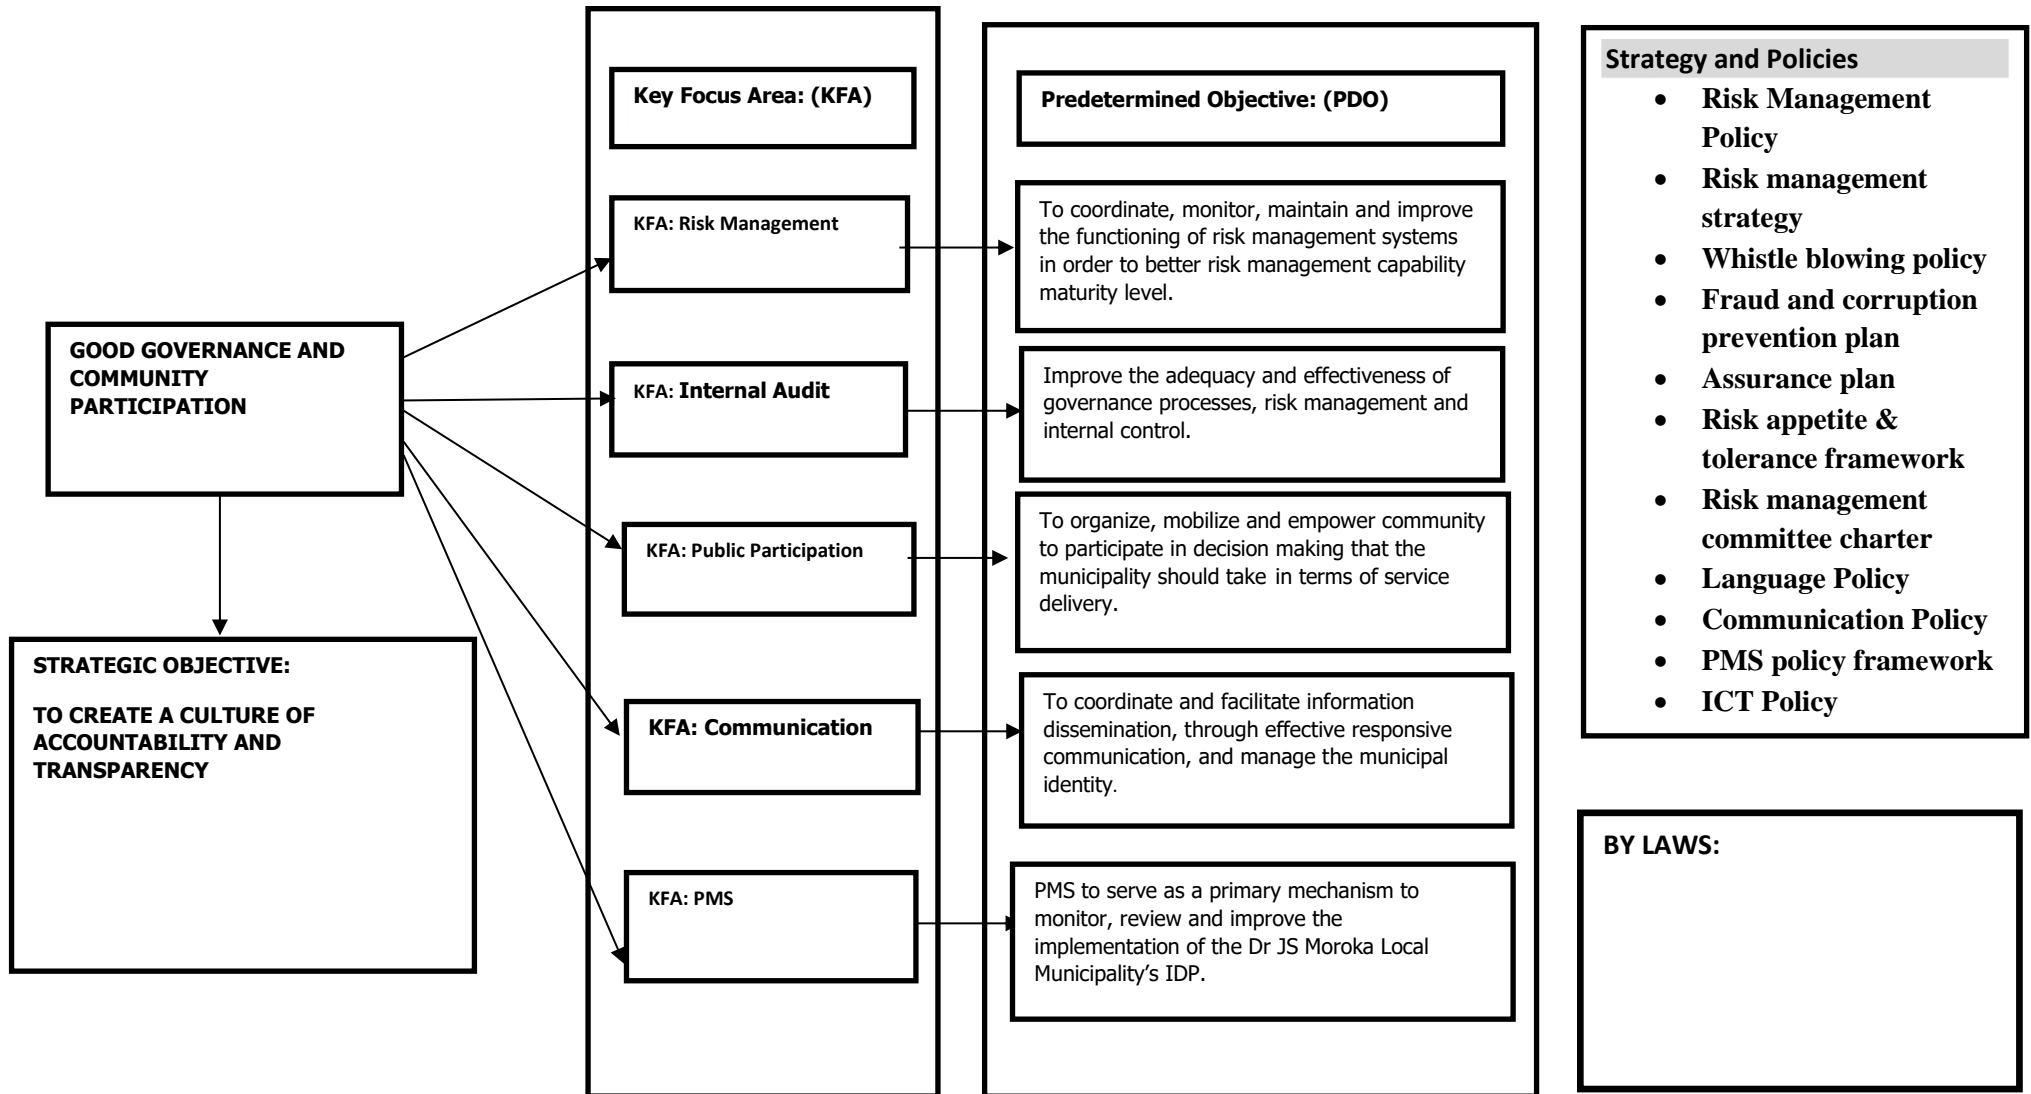 GOOD GOVERNANCE AND
COMMUNITY
PARTICIPATION
STRATEGIC OBJECTIVE:
TO CREATE A CULTURE OF
ACCOUNTABILITY AND
TRANSPARENCY
Key Focus Area: (KFA)
KFA: Risk Management
KFA: Internal Audit
KFA: Public Participation
KFA: Communication
KFA: PMS
Predetermined Objective: (PDO)
To coordinate, monitor, maintain and improve
the functioning of risk management systems
in order to better risk management capability
maturity level.
Improve the adequacy and effectiveness of
governance processes, risk management and
internal control.
To organize, mobilize and empower community
to participate in decision making that the
municipality should take in terms of service
delivery.
To coordinate and facilitate information
dissemination, through effective responsive
communication, and manage the municipal
identity.
PMS to serve as a primary mechanism to
monitor, review and improve the
implementation of the Dr JS Moroka Local
Municipality’s IDP.
Strategy and Policies
• Risk Management
Policy
• Risk management
strategy
• Whistle blowing policy
• Fraud and corruption
prevention plan
• Assurance plan
• Risk appetite &
tolerance framework
• Risk management
committee charter
• Language Policy
• Communication Policy
• PMS policy framework
• ICT Policy
BY LAWS: